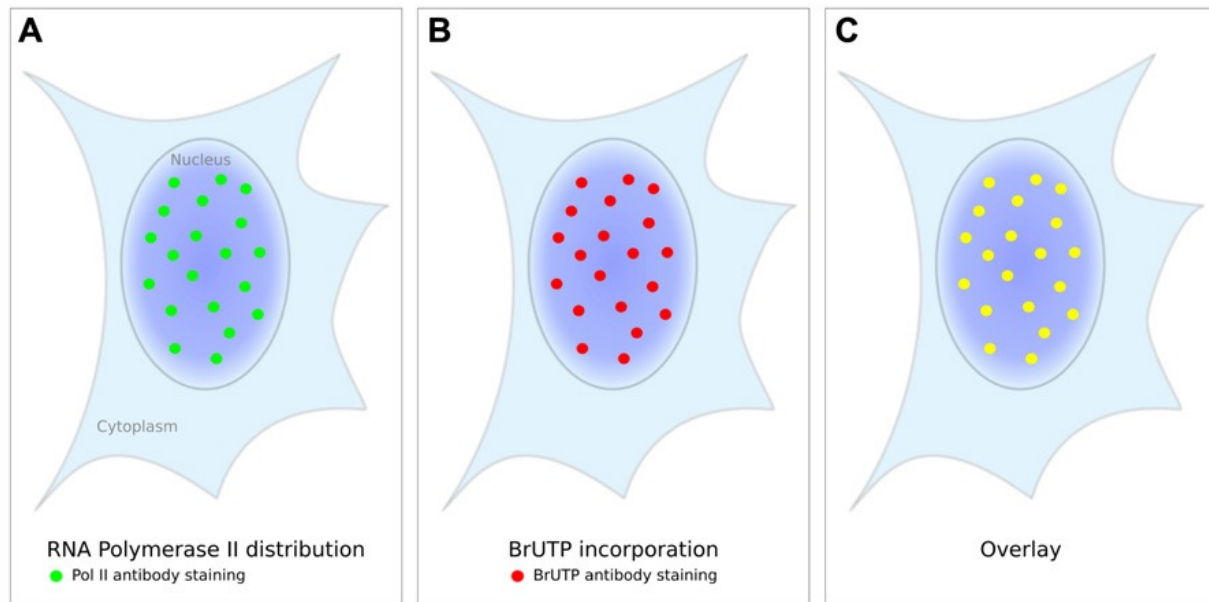 A
Nucleus
Cytoplasm
RNA Polymerase II distribution
Pol II antibody staining
B
BrUTP incorporation
BrUTP antibody staining
C
Overlay